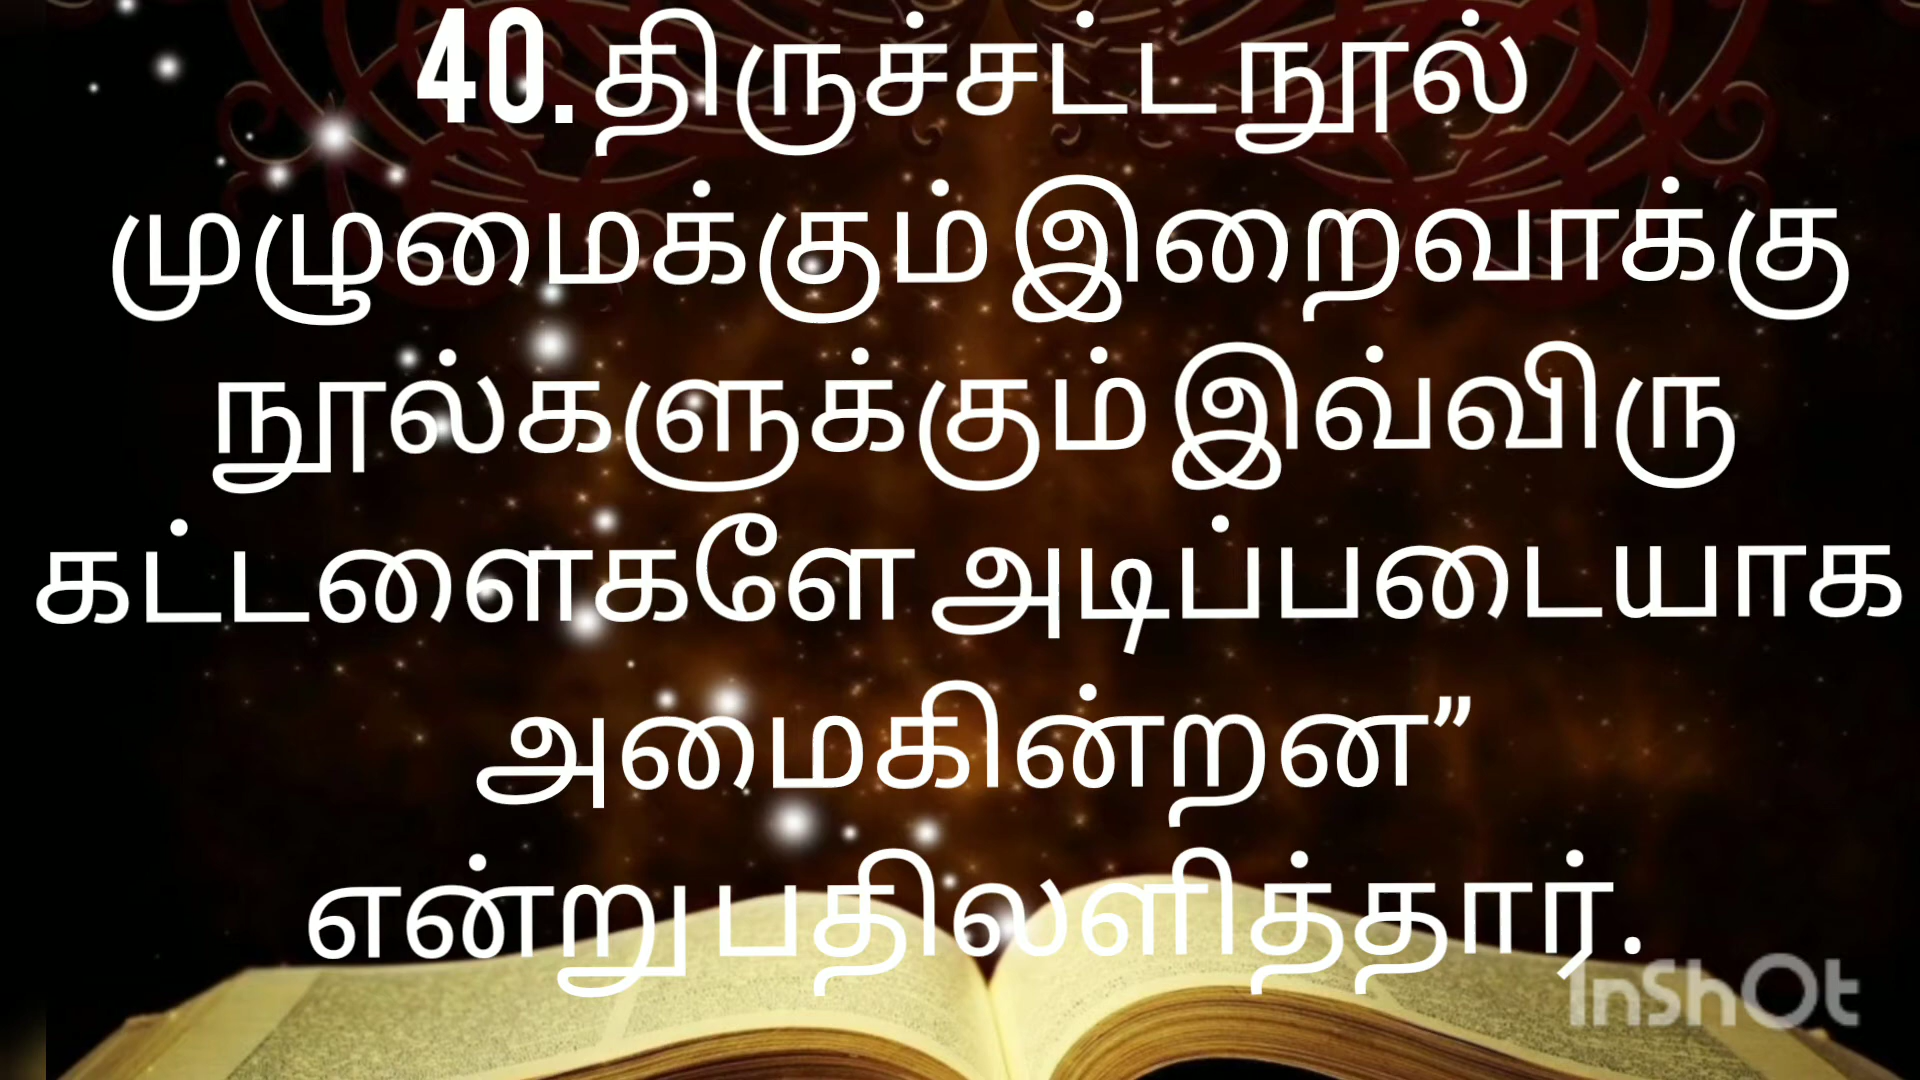 40. திருச்சட்ட நூல்
முழுமைக்கும் இறைவாக்கு
நூல்களுக்கும் இவ்விரு
கட்டளைகளே அடிப்படையாக
அமைகின்றன”
என்று பதிலளித்தார்.
InShOt